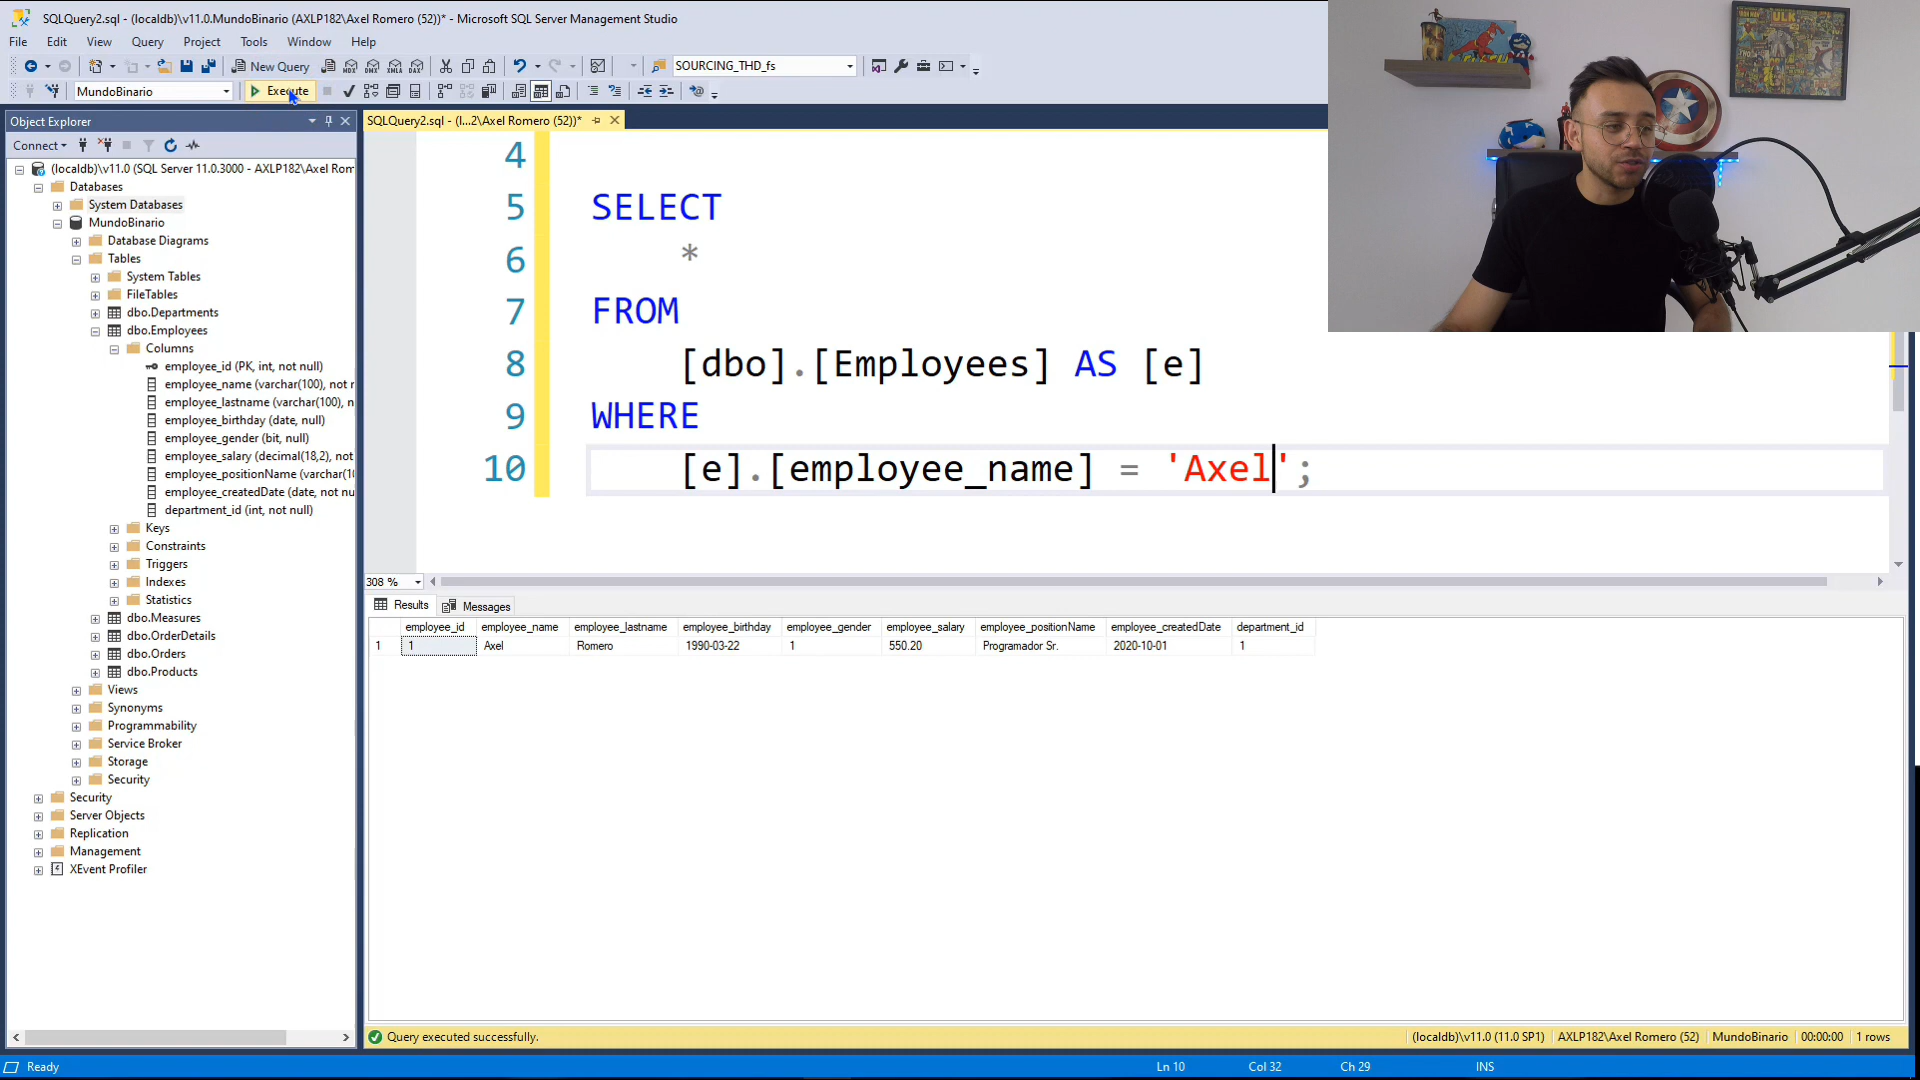 SQLQuery2.sql - (localdb)\v11.0.MundoBinario (AXLP182\Axel Romero (52))* - Microsoft SQL Server Management Studio
File Edit View Query Project Tools Window Help
New Query SOURCING_THD_fs
MundoBinario Execute
Object Explorer
SQLQuery2.sql - (l...2\Axel Romero (52))*
Connect
(localdb)\v11.0 (SQL Server 11.0.3000 - AXLP182\Axel Rom
Databases
System Databases
MundoBinario
Database Diagrams
Tables
System Tables
FileTables
dbo.Departments
dbo.Employees
Columns
employee_id (PK, int, not null)
employee_name (varchar(100), not r
employee_lastname (varchar(100), n
employee_birthday (date, null)
employee_gender (bit, null)
employee_salary (decimal(18,2), not
employee_positionName (varchar(10
employee_createdDate (date, not nu
department_id (int, not null)
Keys
Constraints
Triggers
Indexes
Statistics
dbo.Measures
dbo.OrderDetails
dbo.Orders
dbo.Products
Views
Synonyms
Programmability
Service Broker
Storage
Security
Security
Server Objects
Replication
Management
XEvent Profiler
4
5 SELECT
6 *
7 FROM
8 [dbo].[Employees] AS [e]
9 WHERE
10 [e].[employee_name] = 'Axel';
308 %
Results Messages
employee_id employee_name employee_lastname employee_birthday employee_gender employee_salary employee_positionName employee_createdDate department_id
1 1 Axel Romero 1990-03-22 1 550.20 Programador Sr. 2020-10-01 1
Query executed successfully. (localdb)\v11.0 (11.0 SP1) AXLP182\Axel Romero (52) MundoBinario 00:00:00 1 rows
Ready Ln 10 Col 32 Ch 29 INS